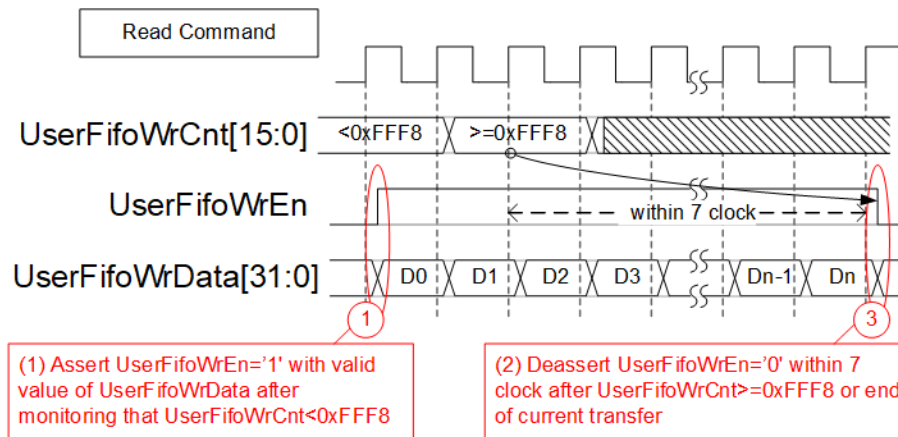 Read Command
UserFifoWrCnt[15:0]
<0xFFF8
>=0xFFF8
UserFifoWrEn
within 7 clock
UserFifoWrData[31:0]
D0
D1
D2
D3
Dn-1
Dn
1
3
(1) Assert UserFifoWrEn='1' with valid
value of UserFifoWrData after
monitoring that UserFifoWrCnt<0xFFF8
(2) Deassert UserFifoWrEn='0' within 7
clock after UserFifoWrCnt>=0xFFF8 or end
of current transfer